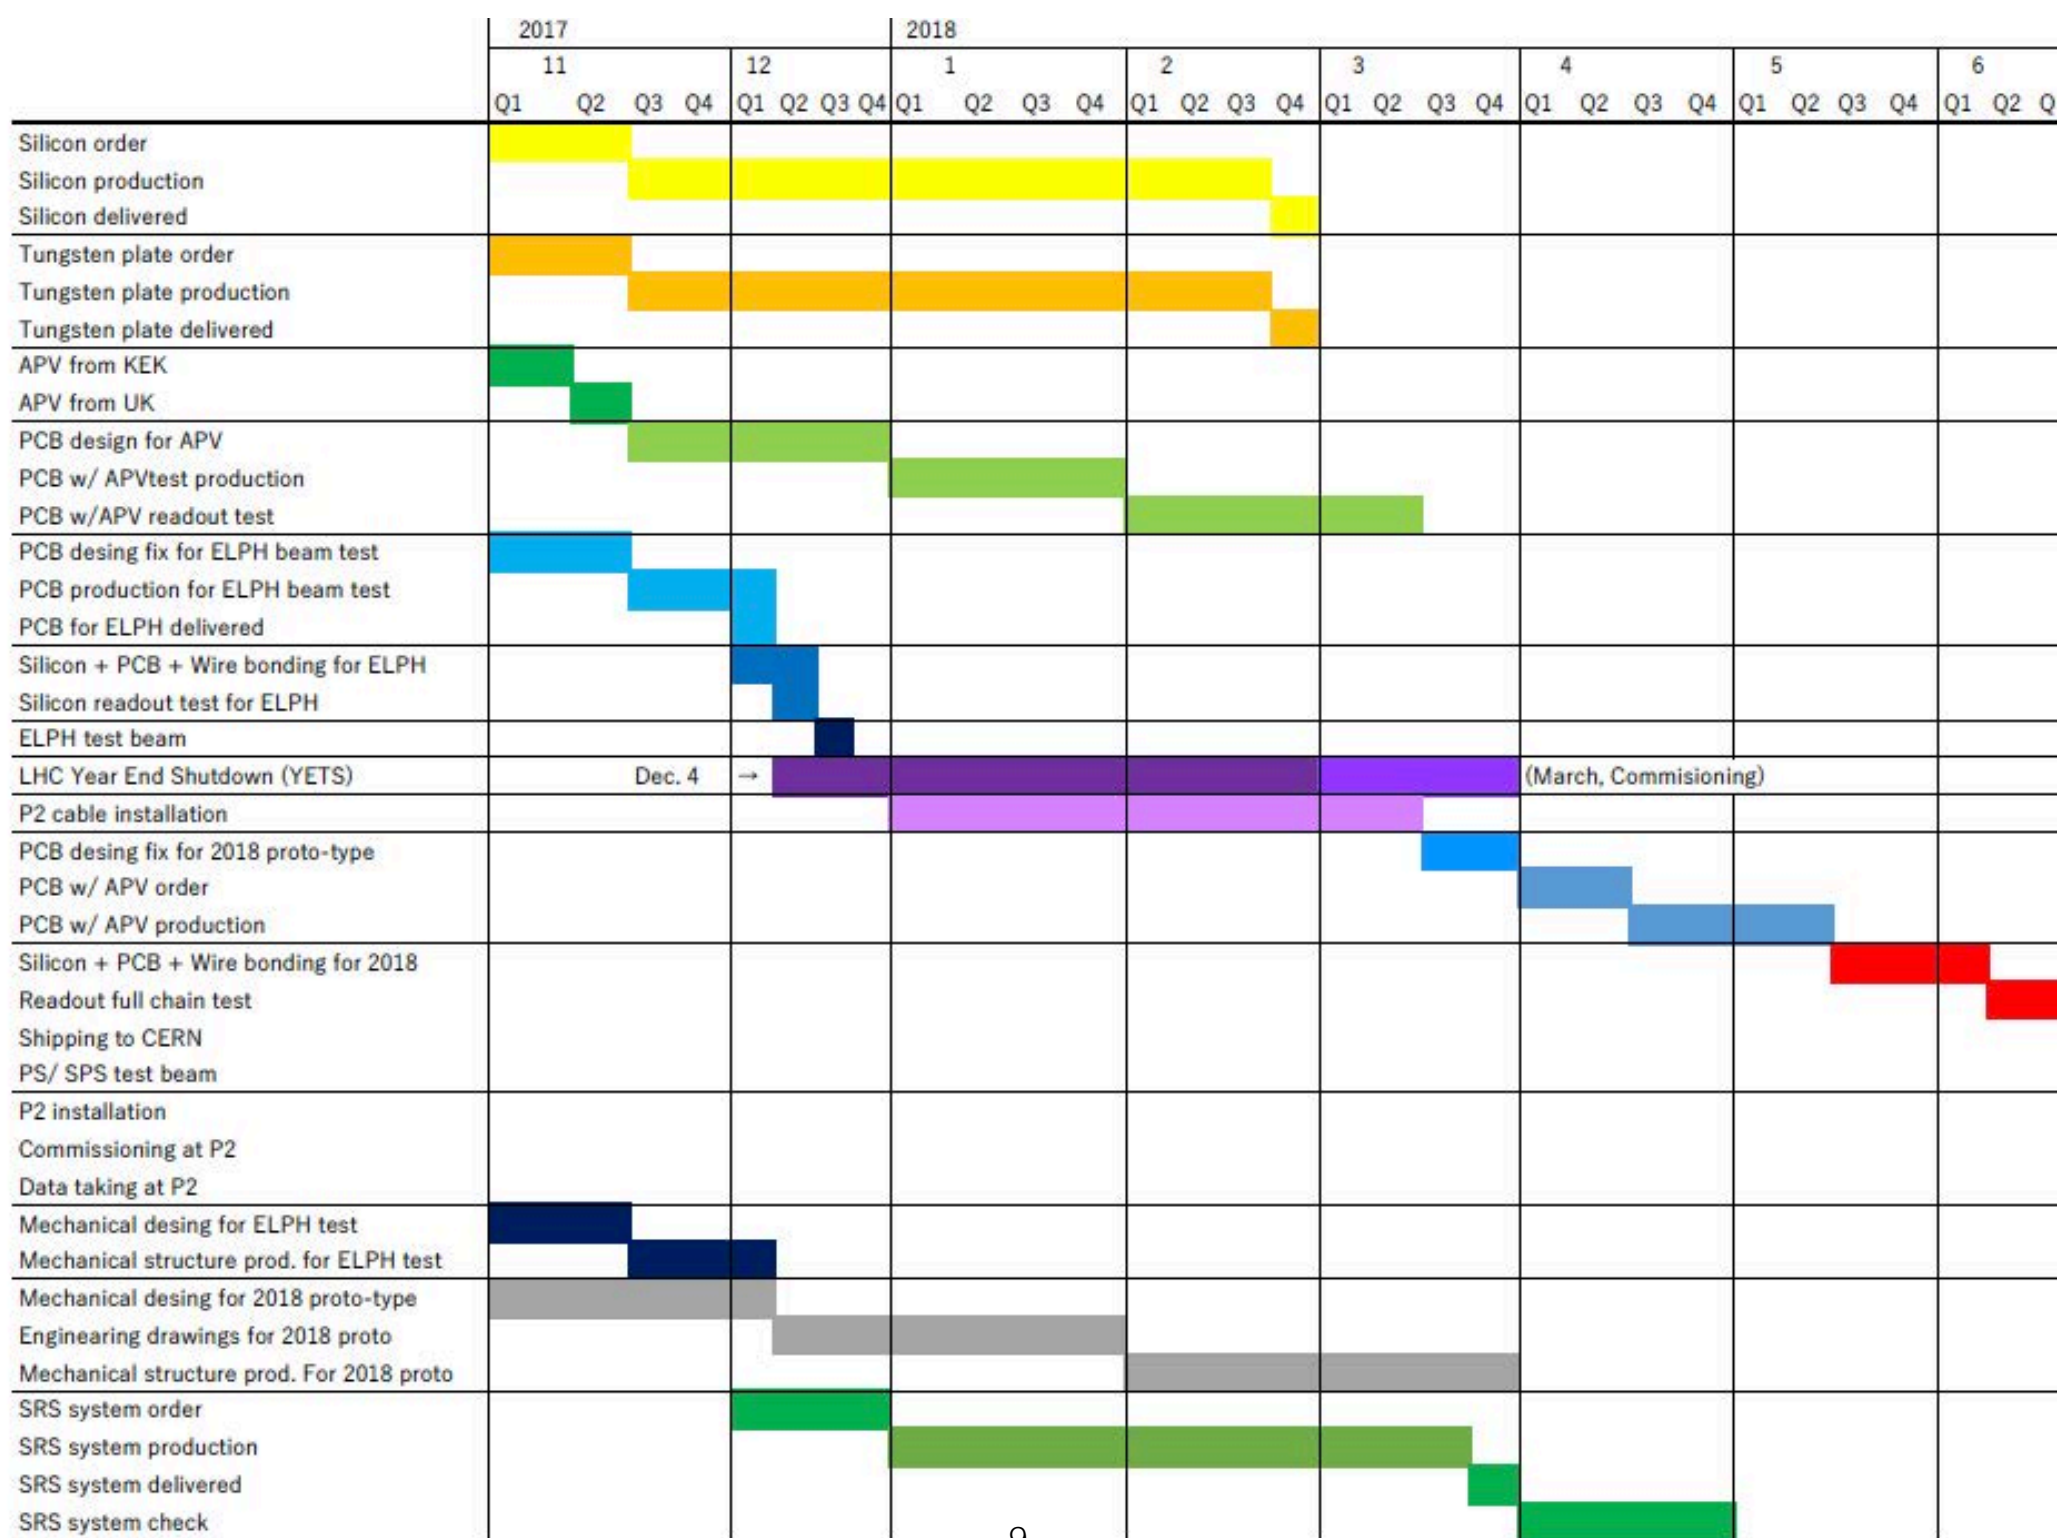 2017 2018
11 12 1 2 3 4 5 6
Q1 Q2 Q3 Q4 Q1 Q2 Q3 Q4 Q1 Q2 Q3 Q4 Q1 Q2 Q3 Q4 Q1 Q2 Q3 Q4 Q1 Q2 Q3 Q4 Q1 Q2 Q3 Q4 Q1 Q2 Q
Silicon order
Silicon production
Silicon delivered
Tungsten plate order
Tungsten plate production
Tungsten plate delivered
APV from KEK
APV from UK
PCB design for APV
PCB w/ APVtest production
PCB w/APV readout test
PCB desing fix for ELPH beam test
PCB production for ELPH beam test
PCB for ELPH delivered
Silicon + PCB + Wire bonding for ELPH
Silicon readout test for ELPH
ELPH test beam
LHC Year End Shutdown (YETS) Dec. 4 → (March, Commisioning)
P2 cable installation
PCB desing fix for 2018 proto-type
PCB w/ APV order
PCB w/ APV production
Silicon + PCB + Wire bonding for 2018
Readout full chain test
Shipping to CERN
PS/ SPS test beam
P2 installation
Commissioning at P2
Data taking at P2
Mechanical desing for ELPH test
Mechanical structure prod. for ELPH test
Mechanical desing for 2018 proto-type
Enginearing drawings for 2018 proto
Mechanical structure prod. For 2018 proto
SRS system order
SRS system production
SRS system delivered
SRS system check